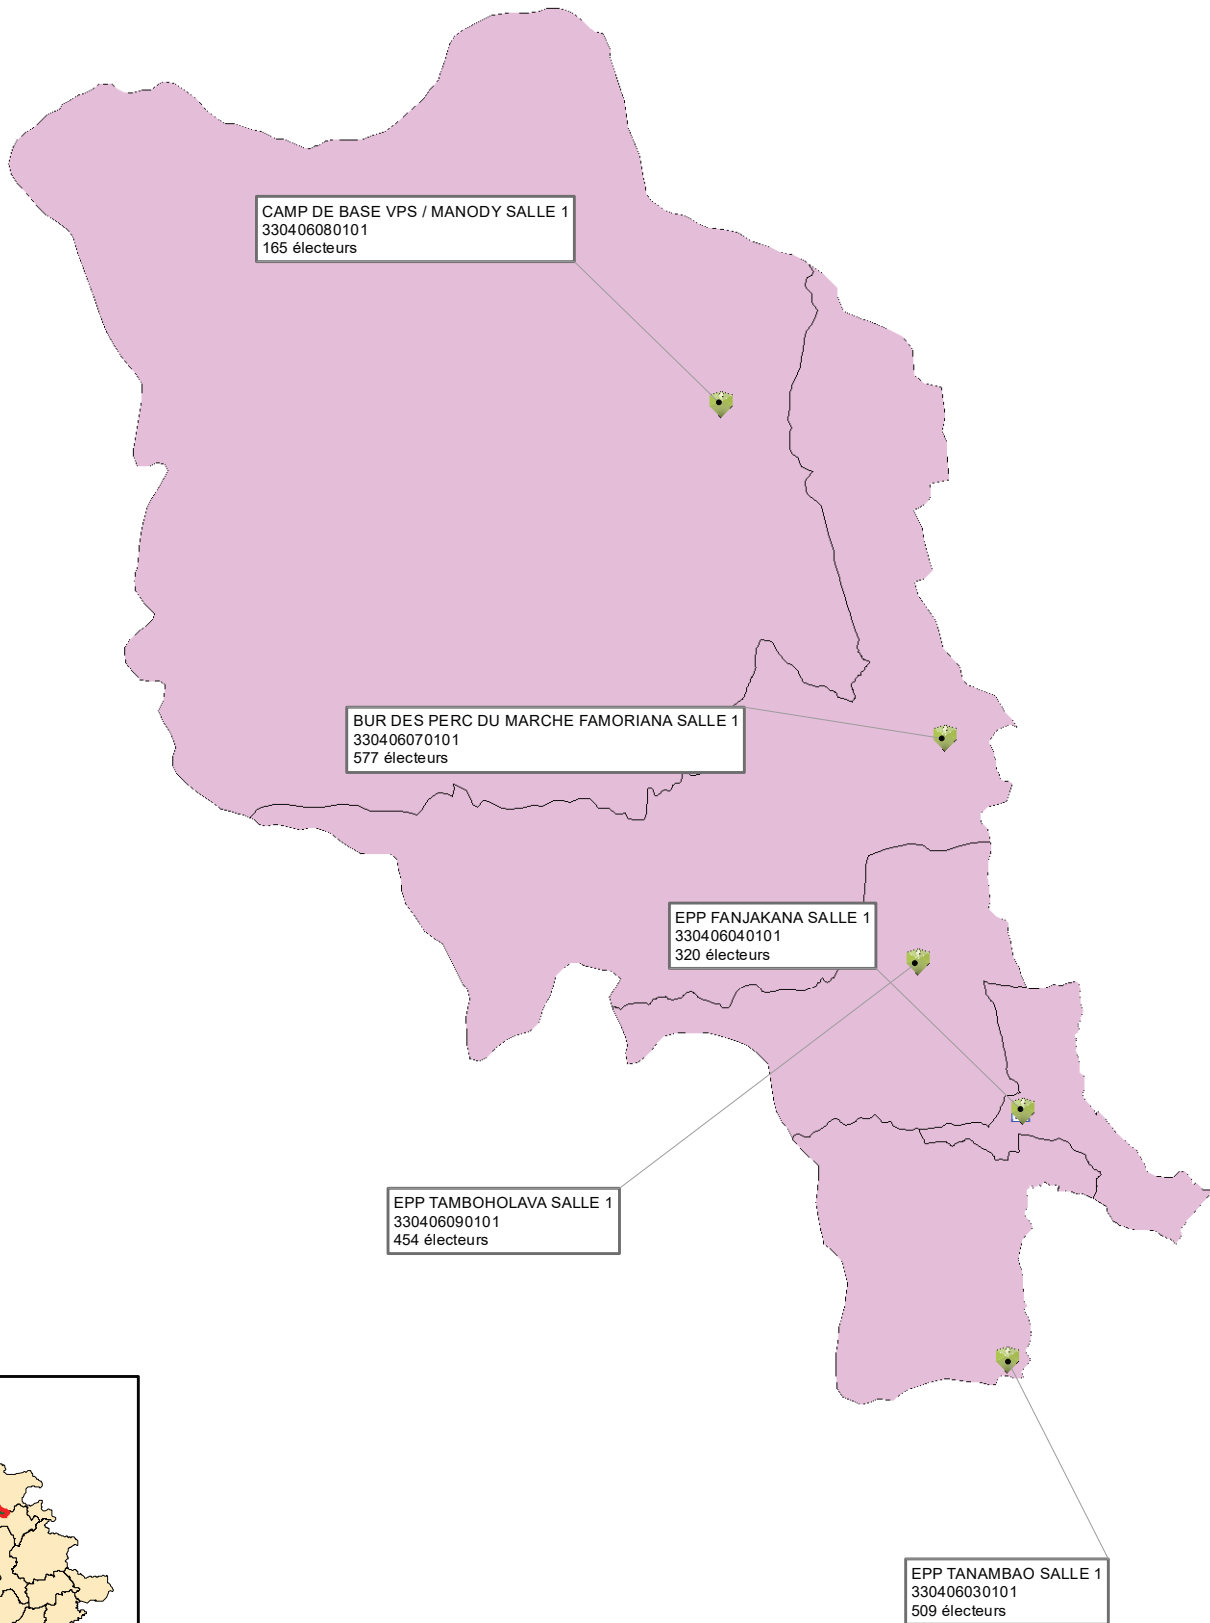 CAMP DE BASE VPS / MANODY SALLE 1
330406080101
165 électeurs
BUR DES PERC DU MARCHE FAMORIANA SALLE 1
330406070101
577 électeurs
EPP FANJAKANA SALLE 1
330406040101
320 électeurs
EPP TAMBOHOLAVA SALLE 1
330406090101
454 électeurs
EPP TANAMBAO SALLE 1
330406030101
509 électeurs